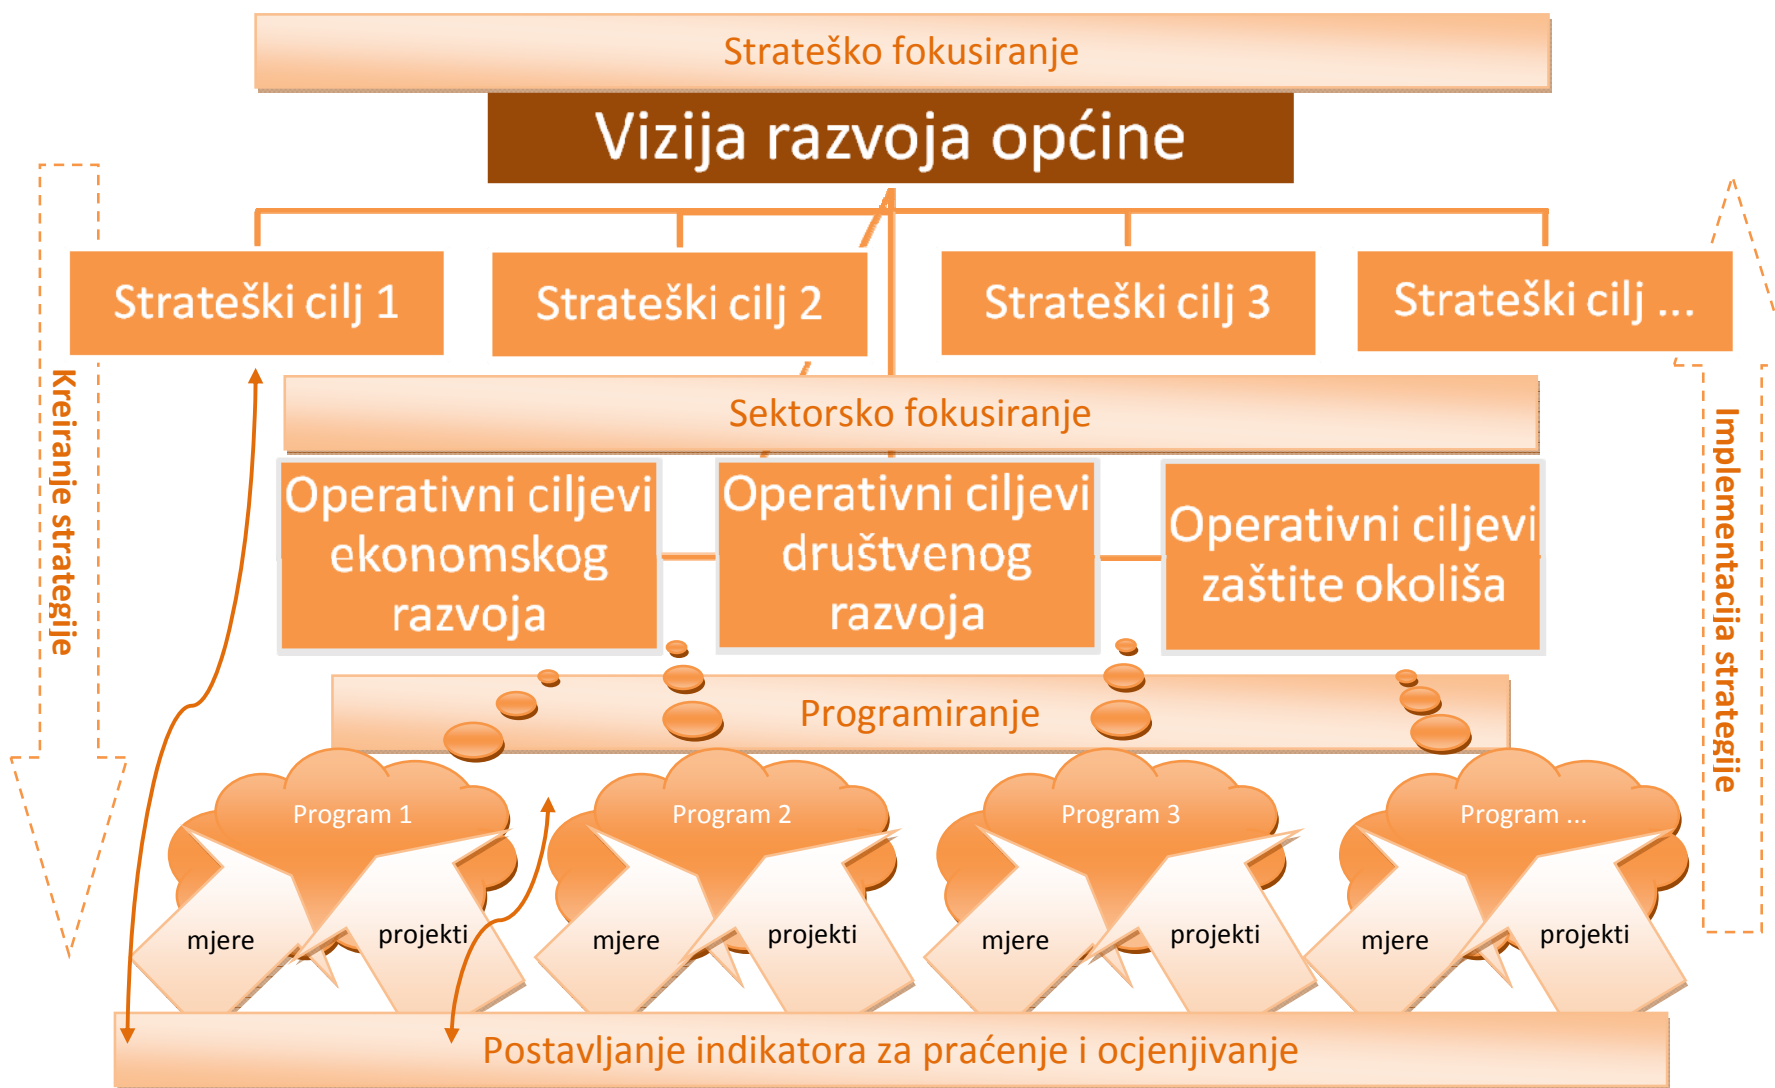 Strateško fokusiranje
Vizija razvoja općine
Strateški cilj 1
Strateški cilj 2
Strateški cilj 3
Strateški cilj ...
Kreiranje strategije
Implementacija strategije
Sektorsko fokusiranje
Operativni ciljevi
ekonomskog
razvoja
Operativni ciljevi
društvenog
razvoja
Operativni ciljevi
zaštite okoliša
Programiranje
Program 1
Program 2
Program 3
Program ...
mjere
projekti
mjere
projekti
mjere
projekti
mjere
projekti
Postavljanje indikatora za praćenje i ocjenjivanje